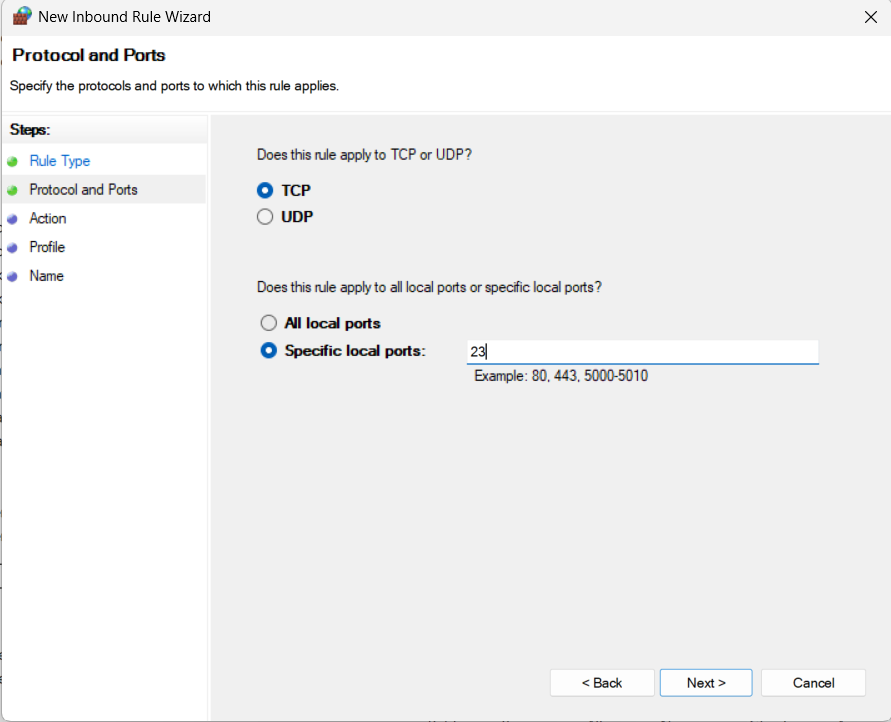 New Inbound Rule Wizard
Protocol and Ports
Specify the protocols and ports to which this rule applies.
Steps:
Rule Type
Protocol and Ports
Action
Profile
Name
Does this rule apply to TCP or UDP?
TCP
UDP
Does this rule apply to all local ports or specific local ports?
All local ports
Specific local ports:
23
Example: 80, 443, 5000-5010
< Back
Next >
Cancel